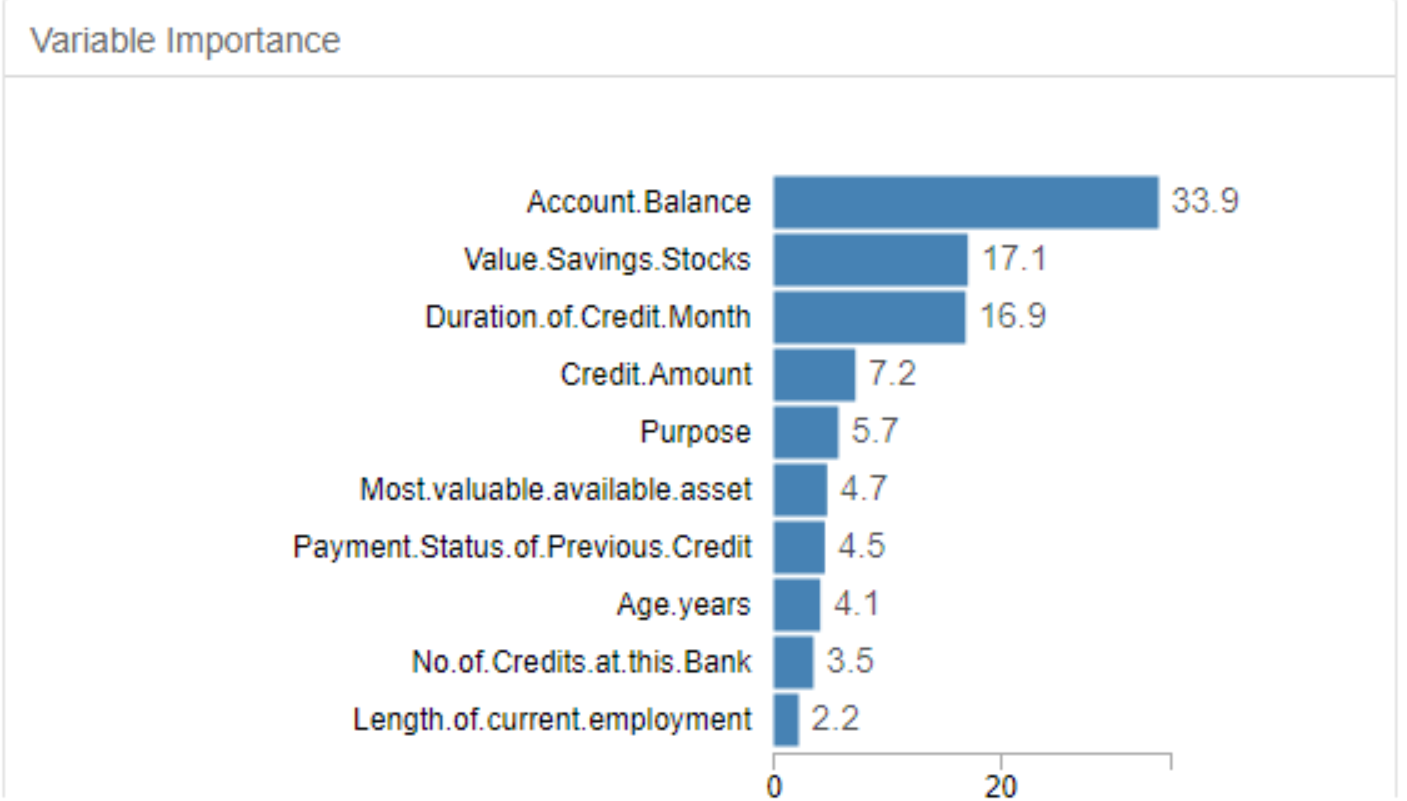 Variable Importance
Account.Balance 33.9
Value.Savings.Stocks 17.1
Duration.of.Credit.Month 16.9
Credit.Amount 7.2
Purpose 5.7
Most.valuable.available.asset 4.7
Payment.Status.of.Previous.Credit 4.5
Age.years 4.1
No.of.Credits.at.this.Bank 3.5
Length.of.current.employment 2.2
0 20